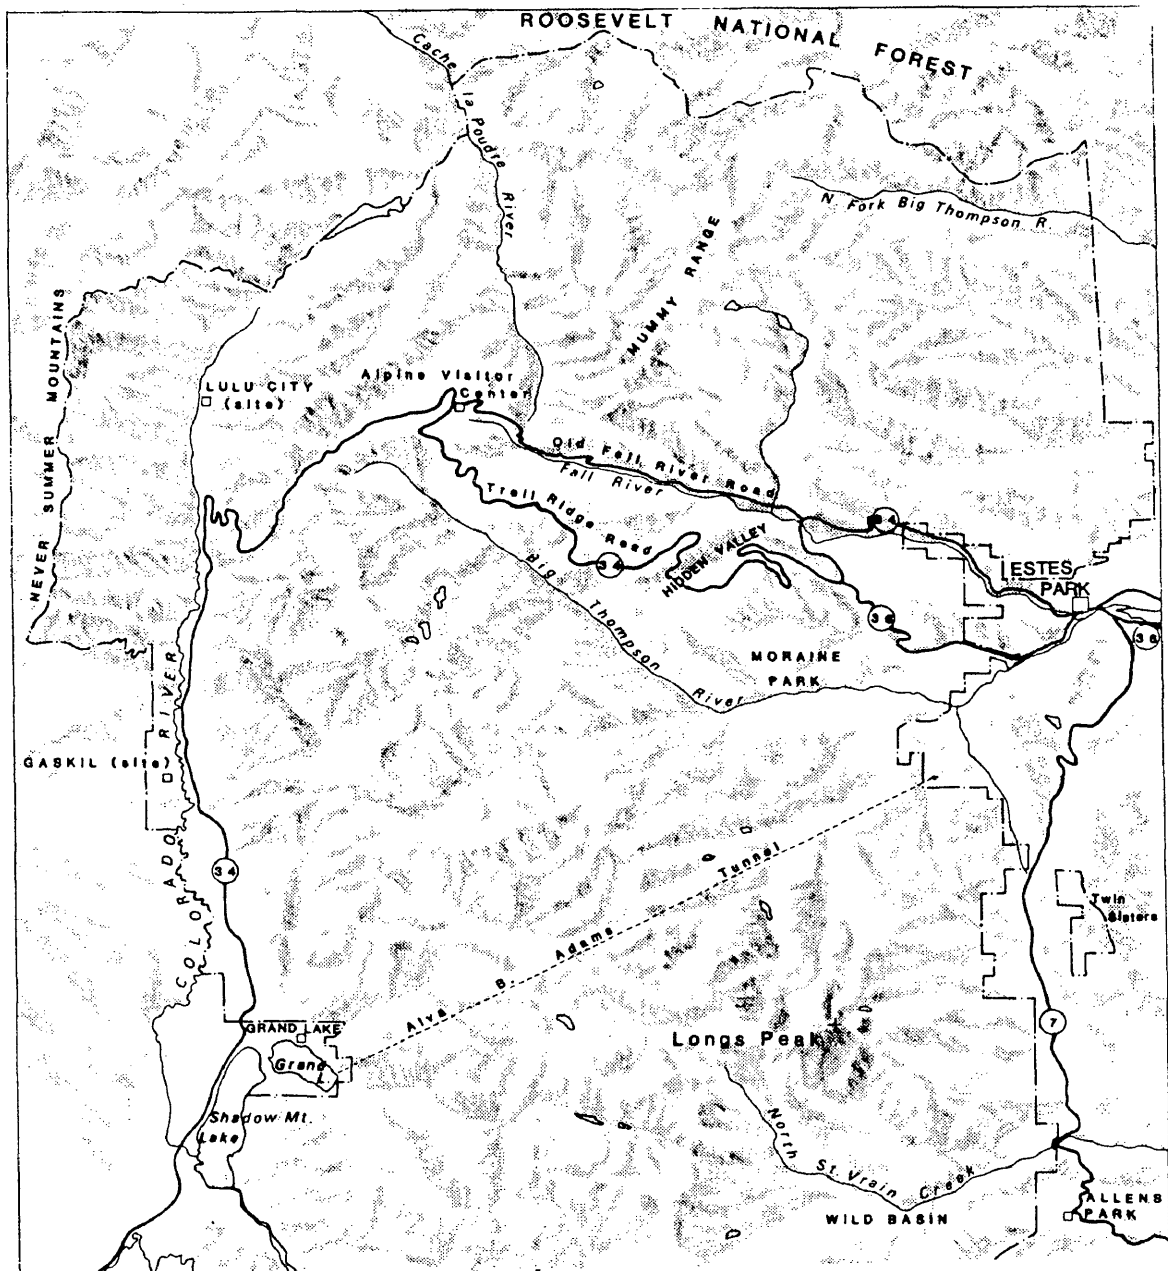 ROOSEVELT NATIONAL FOREST
Cache la Poudre River
N. Fork Big Thompson R.
MUMMY RANGE
NEVER SUMMER MOUNTAINS
LULU CITY
(site)
Alpine Visitor
Center
Old Fall River Road
Fall River
Trail Ridge Road
34
34
HIDDEN VALLEY
ESTES
PARK
36
36
Big Thompson River
MORAINE
PARK
GASKIL (site)
COLORADO RIVER
34
Alva B. Adams Tunnel
Twin
Sisters
GRAND LAKE
Grand
L.
Longs Peak
7
Shadow Mt.
Lake
North St. Vrain Creek
WILD BASIN
ALLENS
PARK